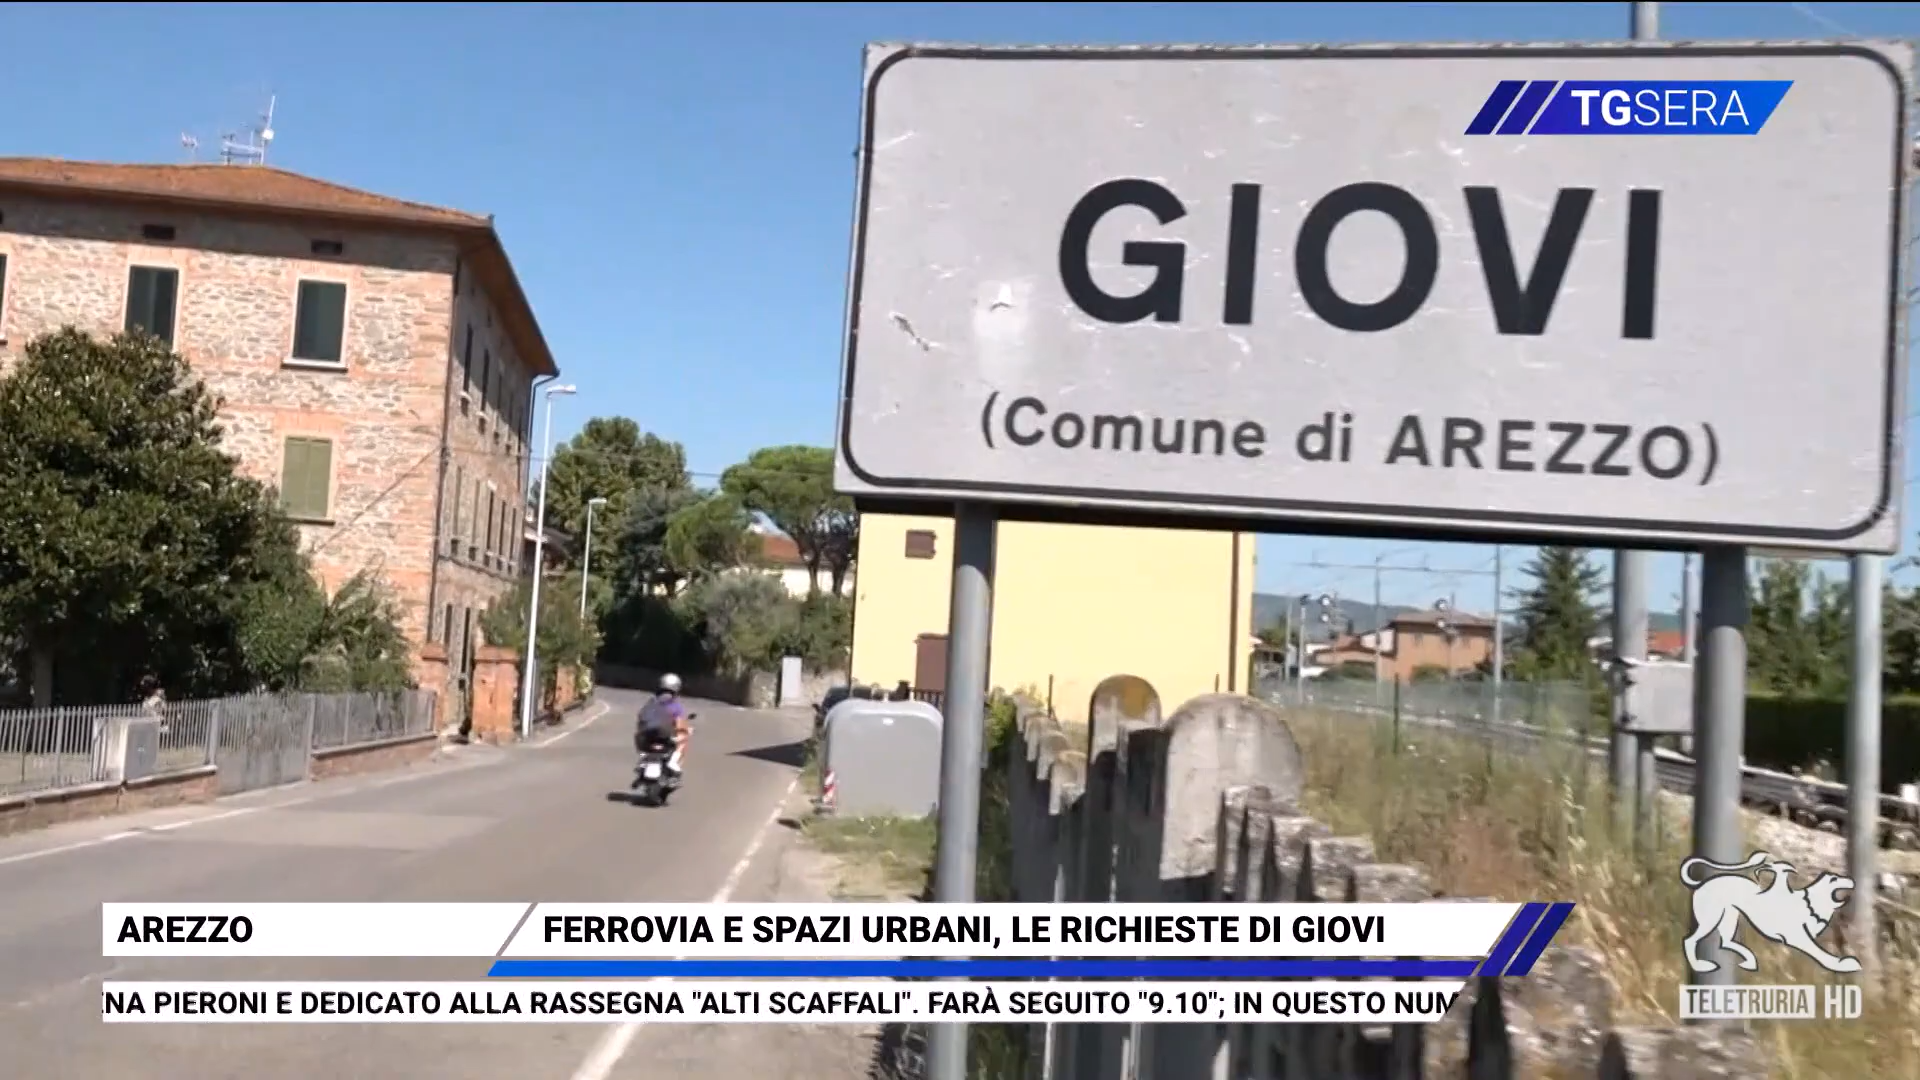 TGSERA
GIOVI
(Comune di AREZZO)
AREZZO
FERROVIA E SPAZI URBANI, LE RICHIESTE DI GIOVI
PIERONI E DEDICATO ALLA RASSEGNA "ALTI SCAFFALI". FARÀ SEGUITO "9.10"; IN QUESTO
TELETRURIA HD